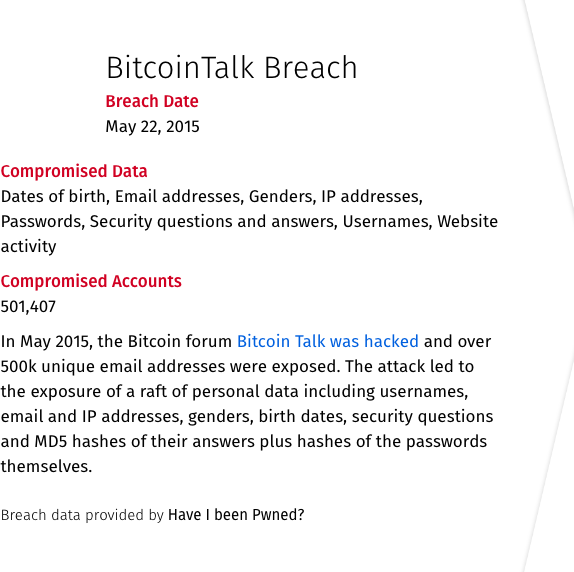 BitcoinTalk Breach
Breach Date
May 22, 2015
Compromised Data
Dates of birth, Email addresses, Genders, IP addresses,
Passwords, Security questions and answers, Usernames, Website
activity
Compromised Accounts
501,407
In May 2015, the Bitcoin forum Bitcoin Talk was hacked and over
500k unique email addresses were exposed. The attack led to
the exposure of a raft of personal data including usernames,
email and IP addresses, genders, birth dates, security questions
and MD5 hashes of their answers plus hashes of the passwords
themselves.
Breach data provided by Have I been Pwned?